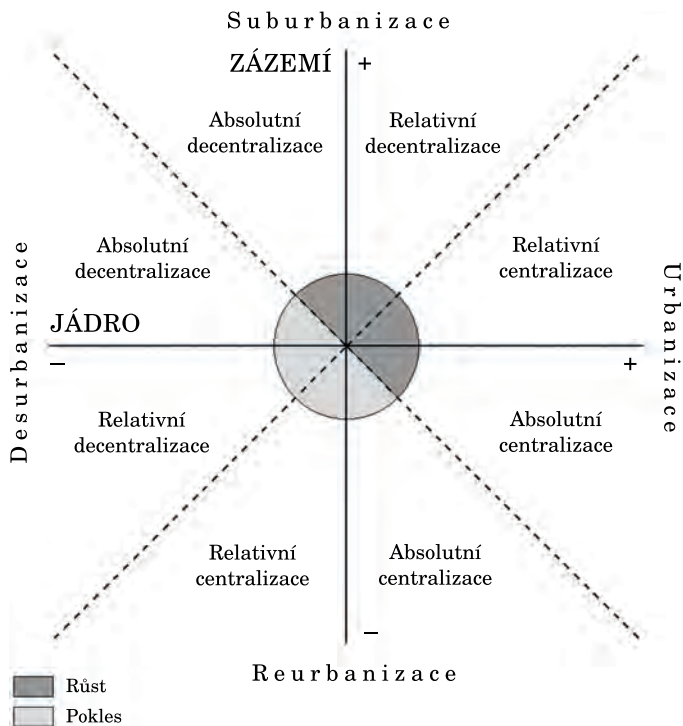 Suburbanizace
ZÁZEMÍ +
Absolutní
decentralizace
Relativní
decentralizace
Absolutní
decentralizace
Relativní
centralizace
Desurbanizace
Urbanizace
JÁDRO
–
+
Relativní
decentralizace
Absolutní
centralizace
Relativní
centralizace
Absolutní
centralizace
–
Reurbanizace
Růst
Pokles